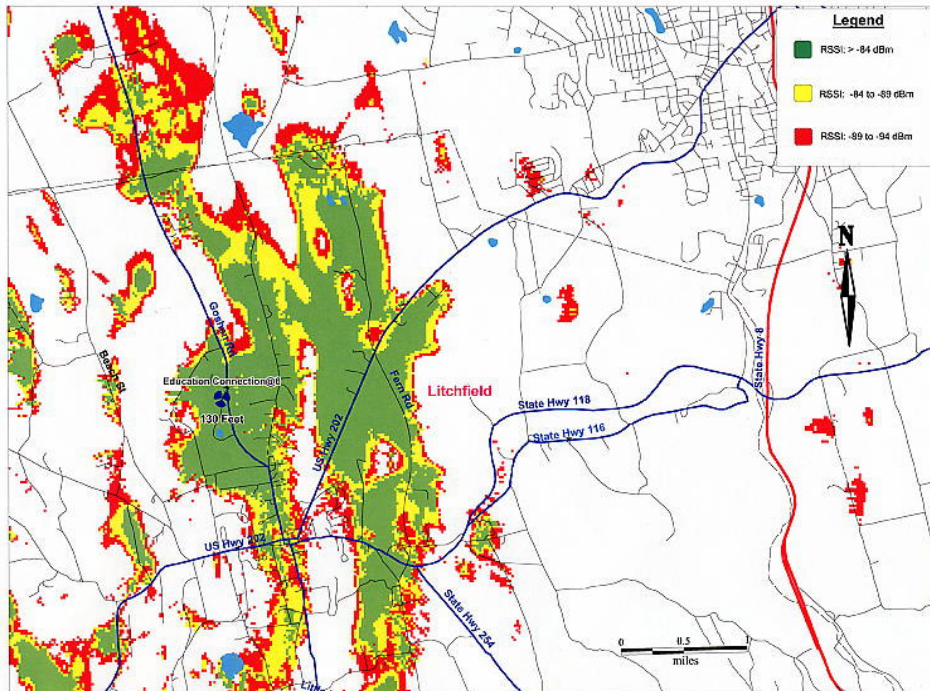 Legend
RSSI: > -84 dBm
RSSI: -84 to -89 dBm
RSSI: -89 to -94 dBm
N
Goshen Rd
Beach St
Education Connection@6
130 Feet
US Hwy 202
Fern Rd
Litchfield
State Hwy 118
State Hwy 116
State Hwy 8
US Hwy 202
State Hwy 254
0 0.5 1
miles